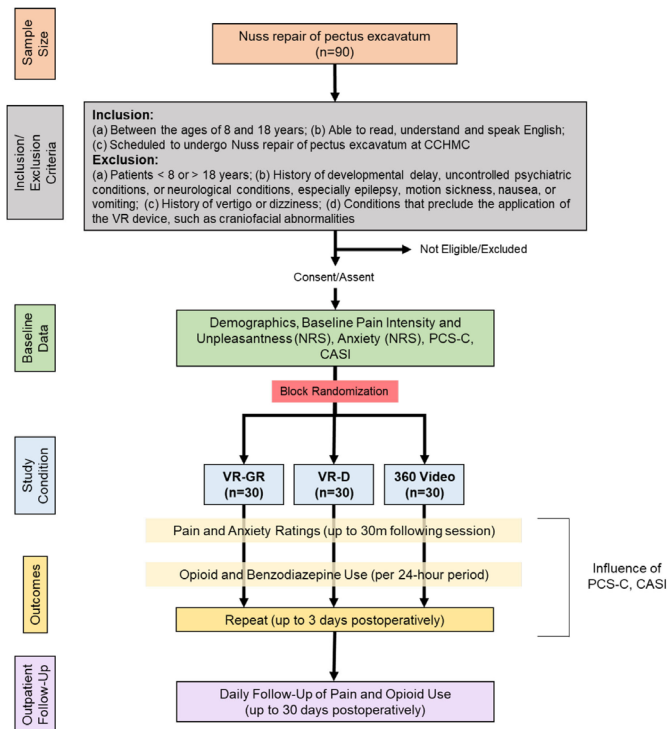 Sample
Size
Nuss repair of pectus excavatum
(n=90)
Inclusion/
Exclusion
Criteria
Inclusion:
(a) Between the ages of 8 and 18 years; (b) Able to read, understand and speak English;
(c) Scheduled to undergo Nuss repair of pectus excavatum at CCHMC
Exclusion:
(a) Patients < 8 or > 18 years; (b) History of developmental delay, uncontrolled psychiatric
conditions, or neurological conditions, especially epilepsy, motion sickness, nausea, or
vomiting; (c) History of vertigo or dizziness; (d) Conditions that preclude the application of
the VR device, such as craniofacial abnormalities
Not Eligible/Excluded
Consent/Assent
Baseline
Data
Demographics, Baseline Pain Intensity and
Unpleasantness (NRS), Anxiety (NRS), PCS-C,
CASI
Block Randomization
Study
Condition
VR-GR
(n=30)
VR-D
(n=30)
360 Video
(n=30)
Outcomes
Pain and Anxiety Ratings (up to 30m following session)
Opioid and Benzodiazepine Use (per 24-hour period)
Repeat (up to 3 days postoperatively)
Influence of
PCS-C, CASI
Outpatient
Follow-Up
Daily Follow-Up of Pain and Opioid Use
(up to 30 days postoperatively)